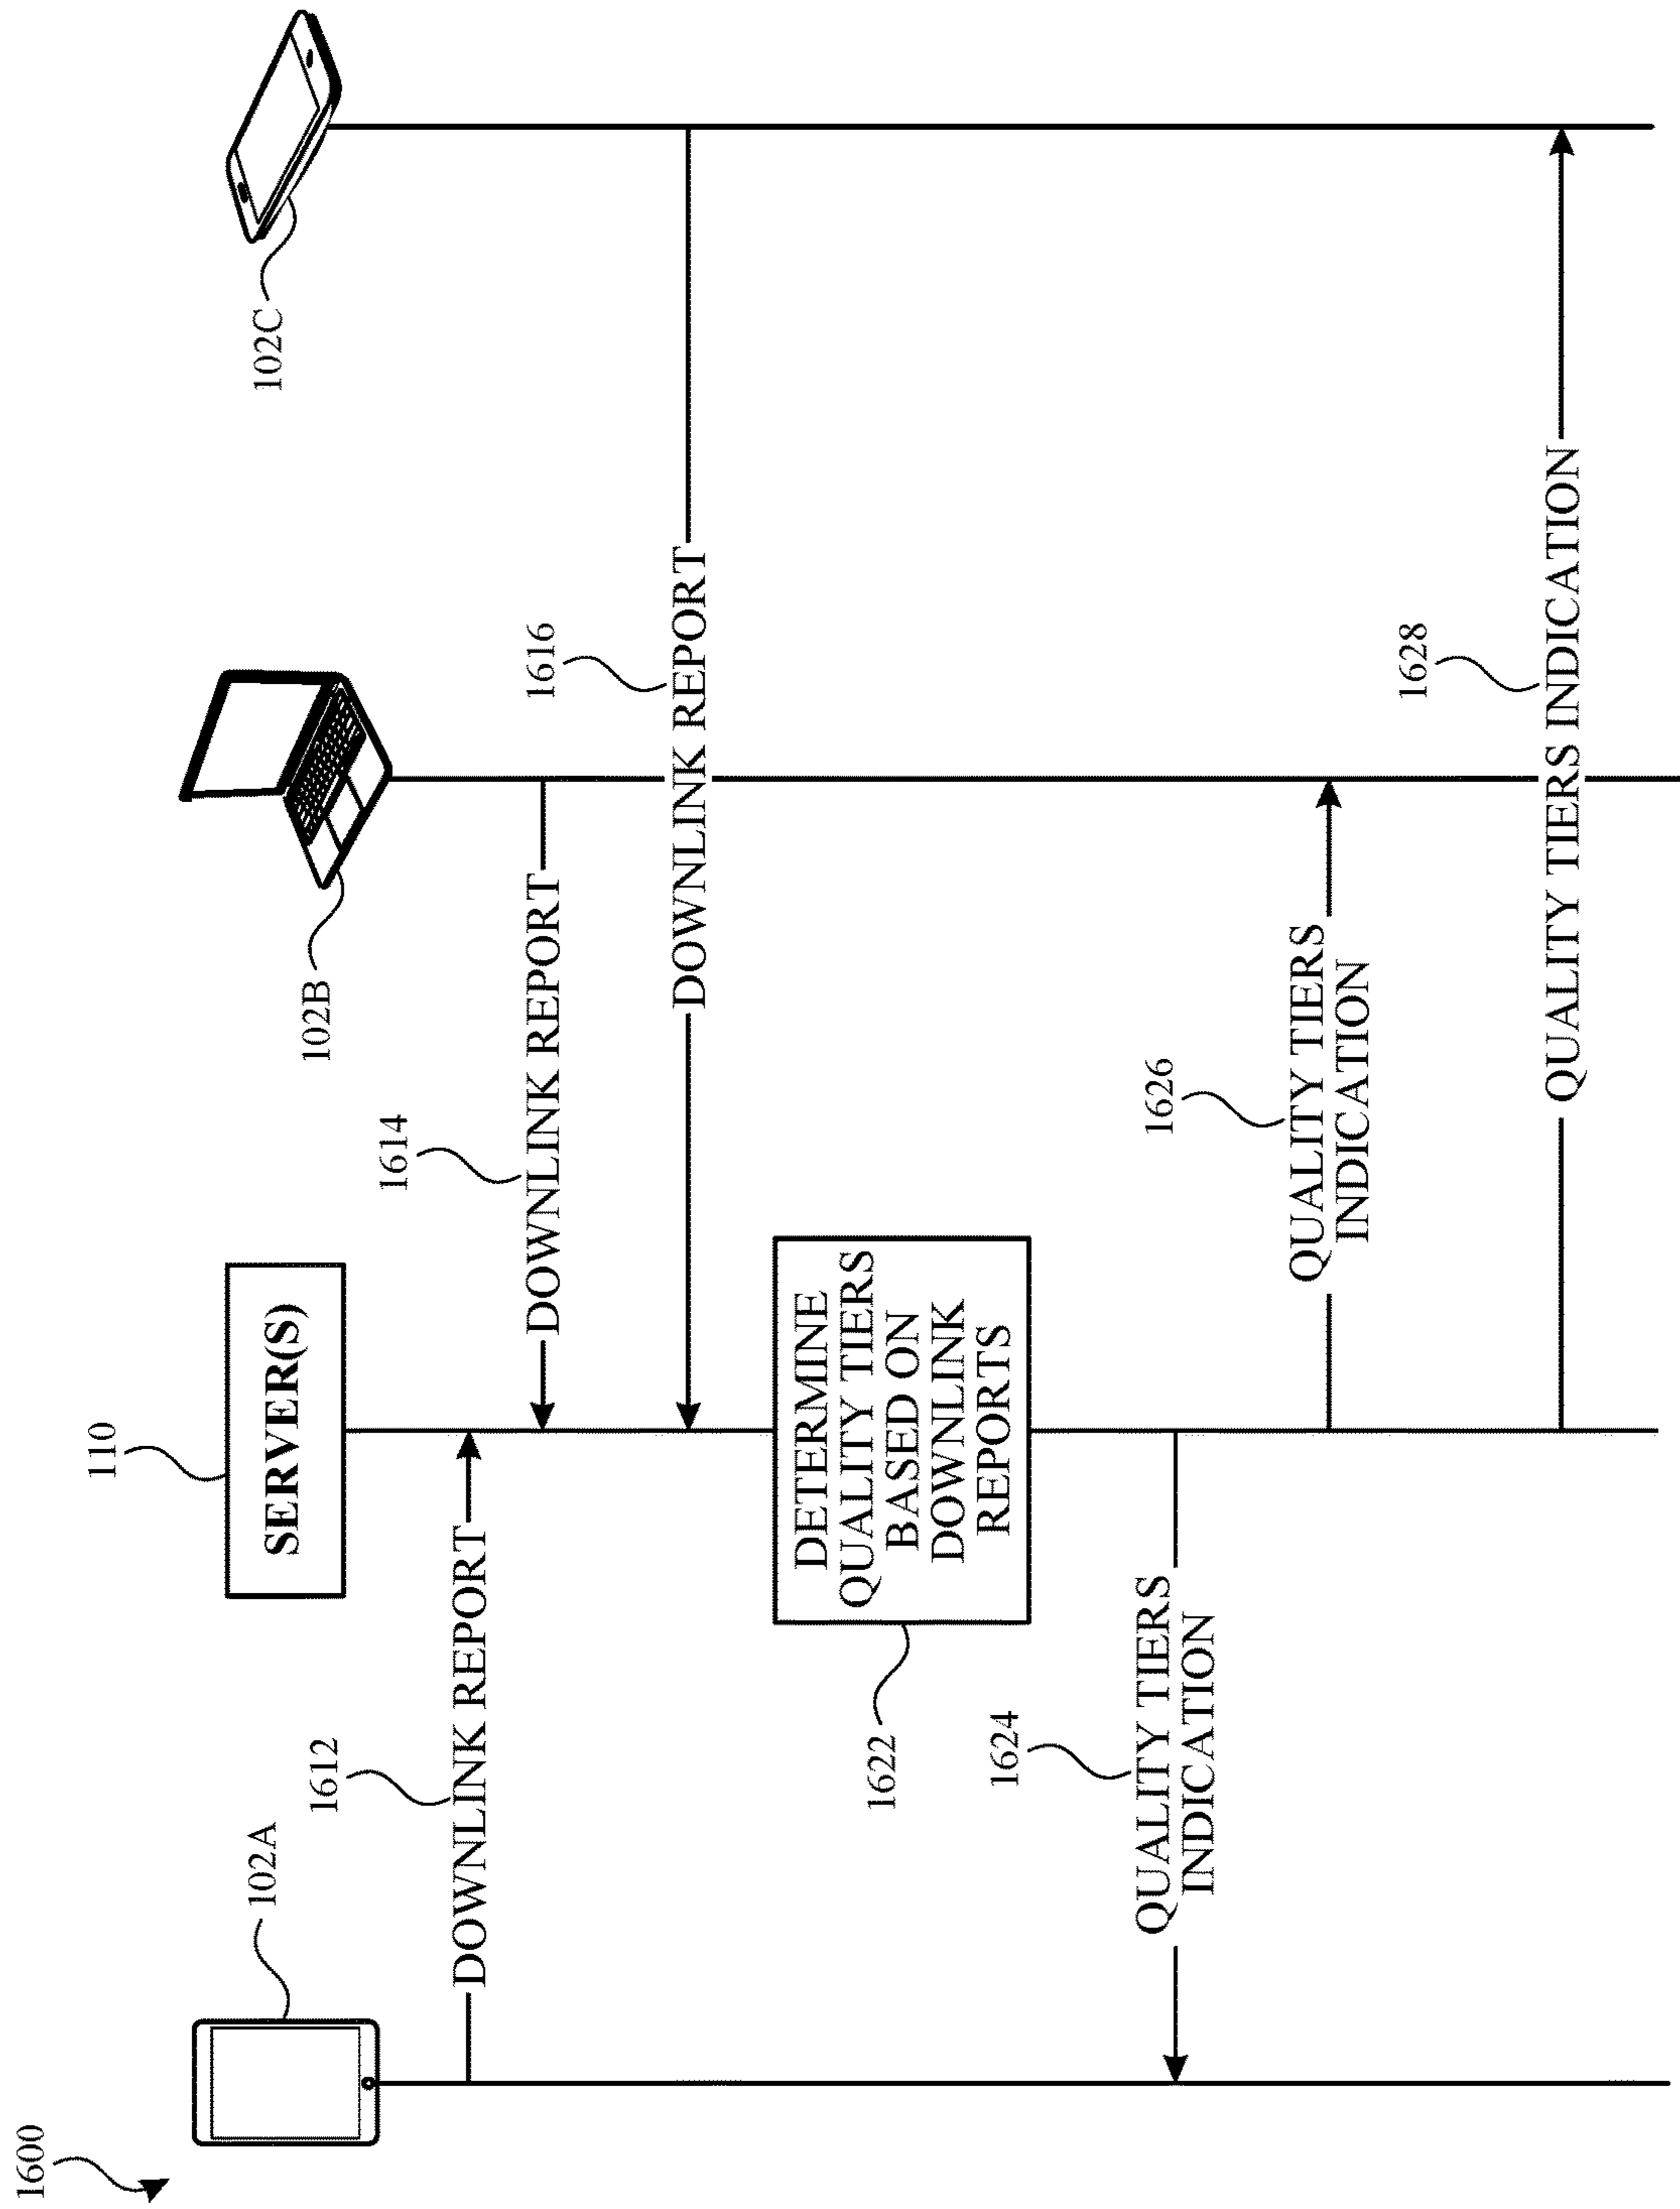 1600
102A
110
SERVER(S)
102B
102C
1612
DOWNLINK REPORT
1614
DOWNLINK REPORT
1616
DOWNLINK REPORT
1622
DETERMINE
QUALITY TIERS
BASED ON
DOWNLINK
REPORTS
1624
QUALITY TIERS
INDICATION
1626
QUALITY TIERS
INDICATION
1628
QUALITY TIERS INDICATION